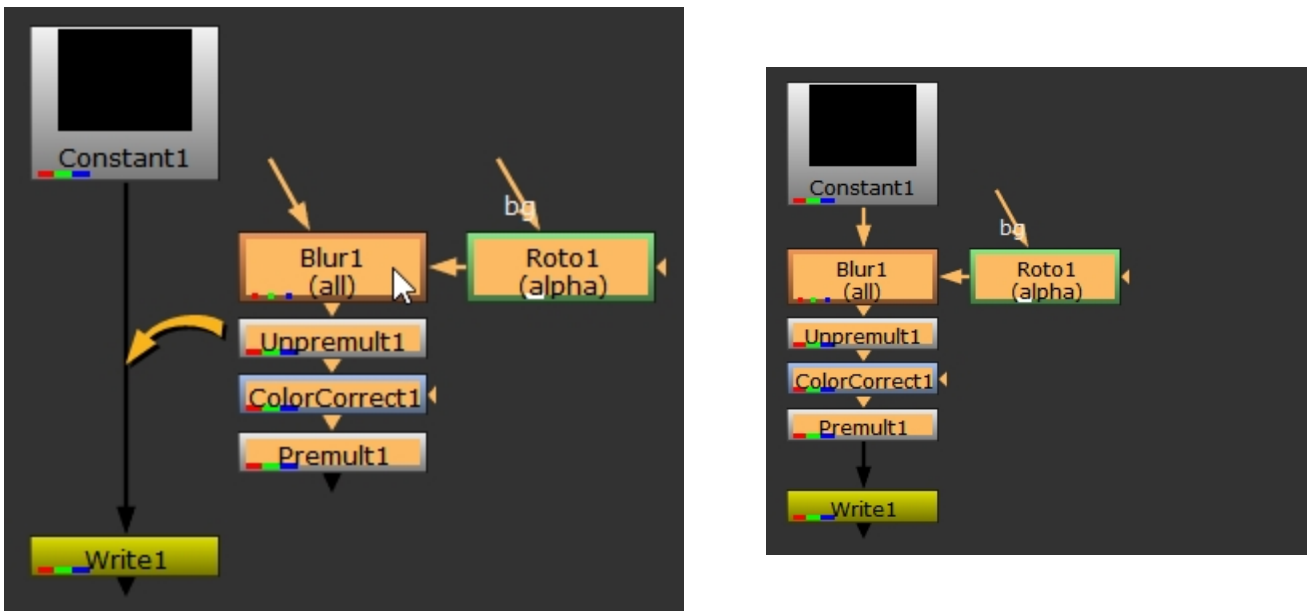 Constant1
bg
Blur1
(all)
Roto1
(alpha)
Unpremult1
ColorCorrect1
Premult1
Write1
Constant1
bg
Blur1
(all)
Roto1
(alpha)
Unpremult1
ColorCorrect1
Premult1
Write1